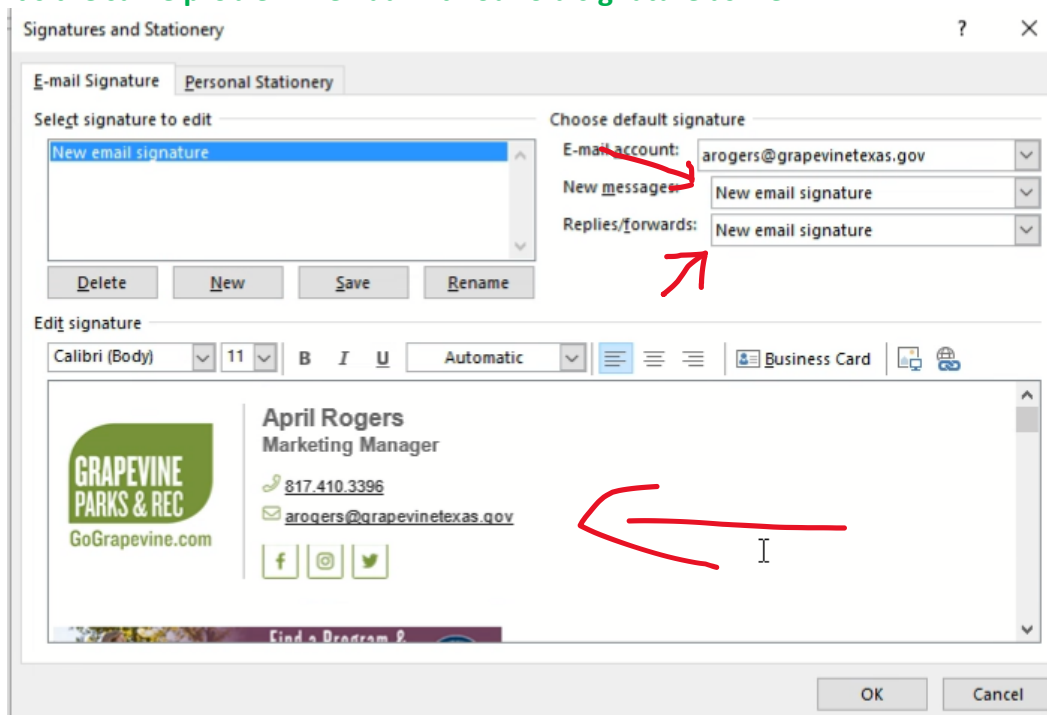 Signatures and Stationery ?
E-mail Signature Personal Stationery
Select signature to edit
New email signature
Delete New Save Rename
Choose default signature
E-mail account: arogers@grapevinetexas.gov
New messages: New email signature
Replies/forwards: New email signature
Edit signature
Calibri (Body) 11 B I U Automatic Business Card
GRAPEVINE
PARKS & REC
GoGrapevine.com
April Rogers
Marketing Manager
817.410.3396
arogers@grapevinetexas.gov
Find a Program &
OK Cancel